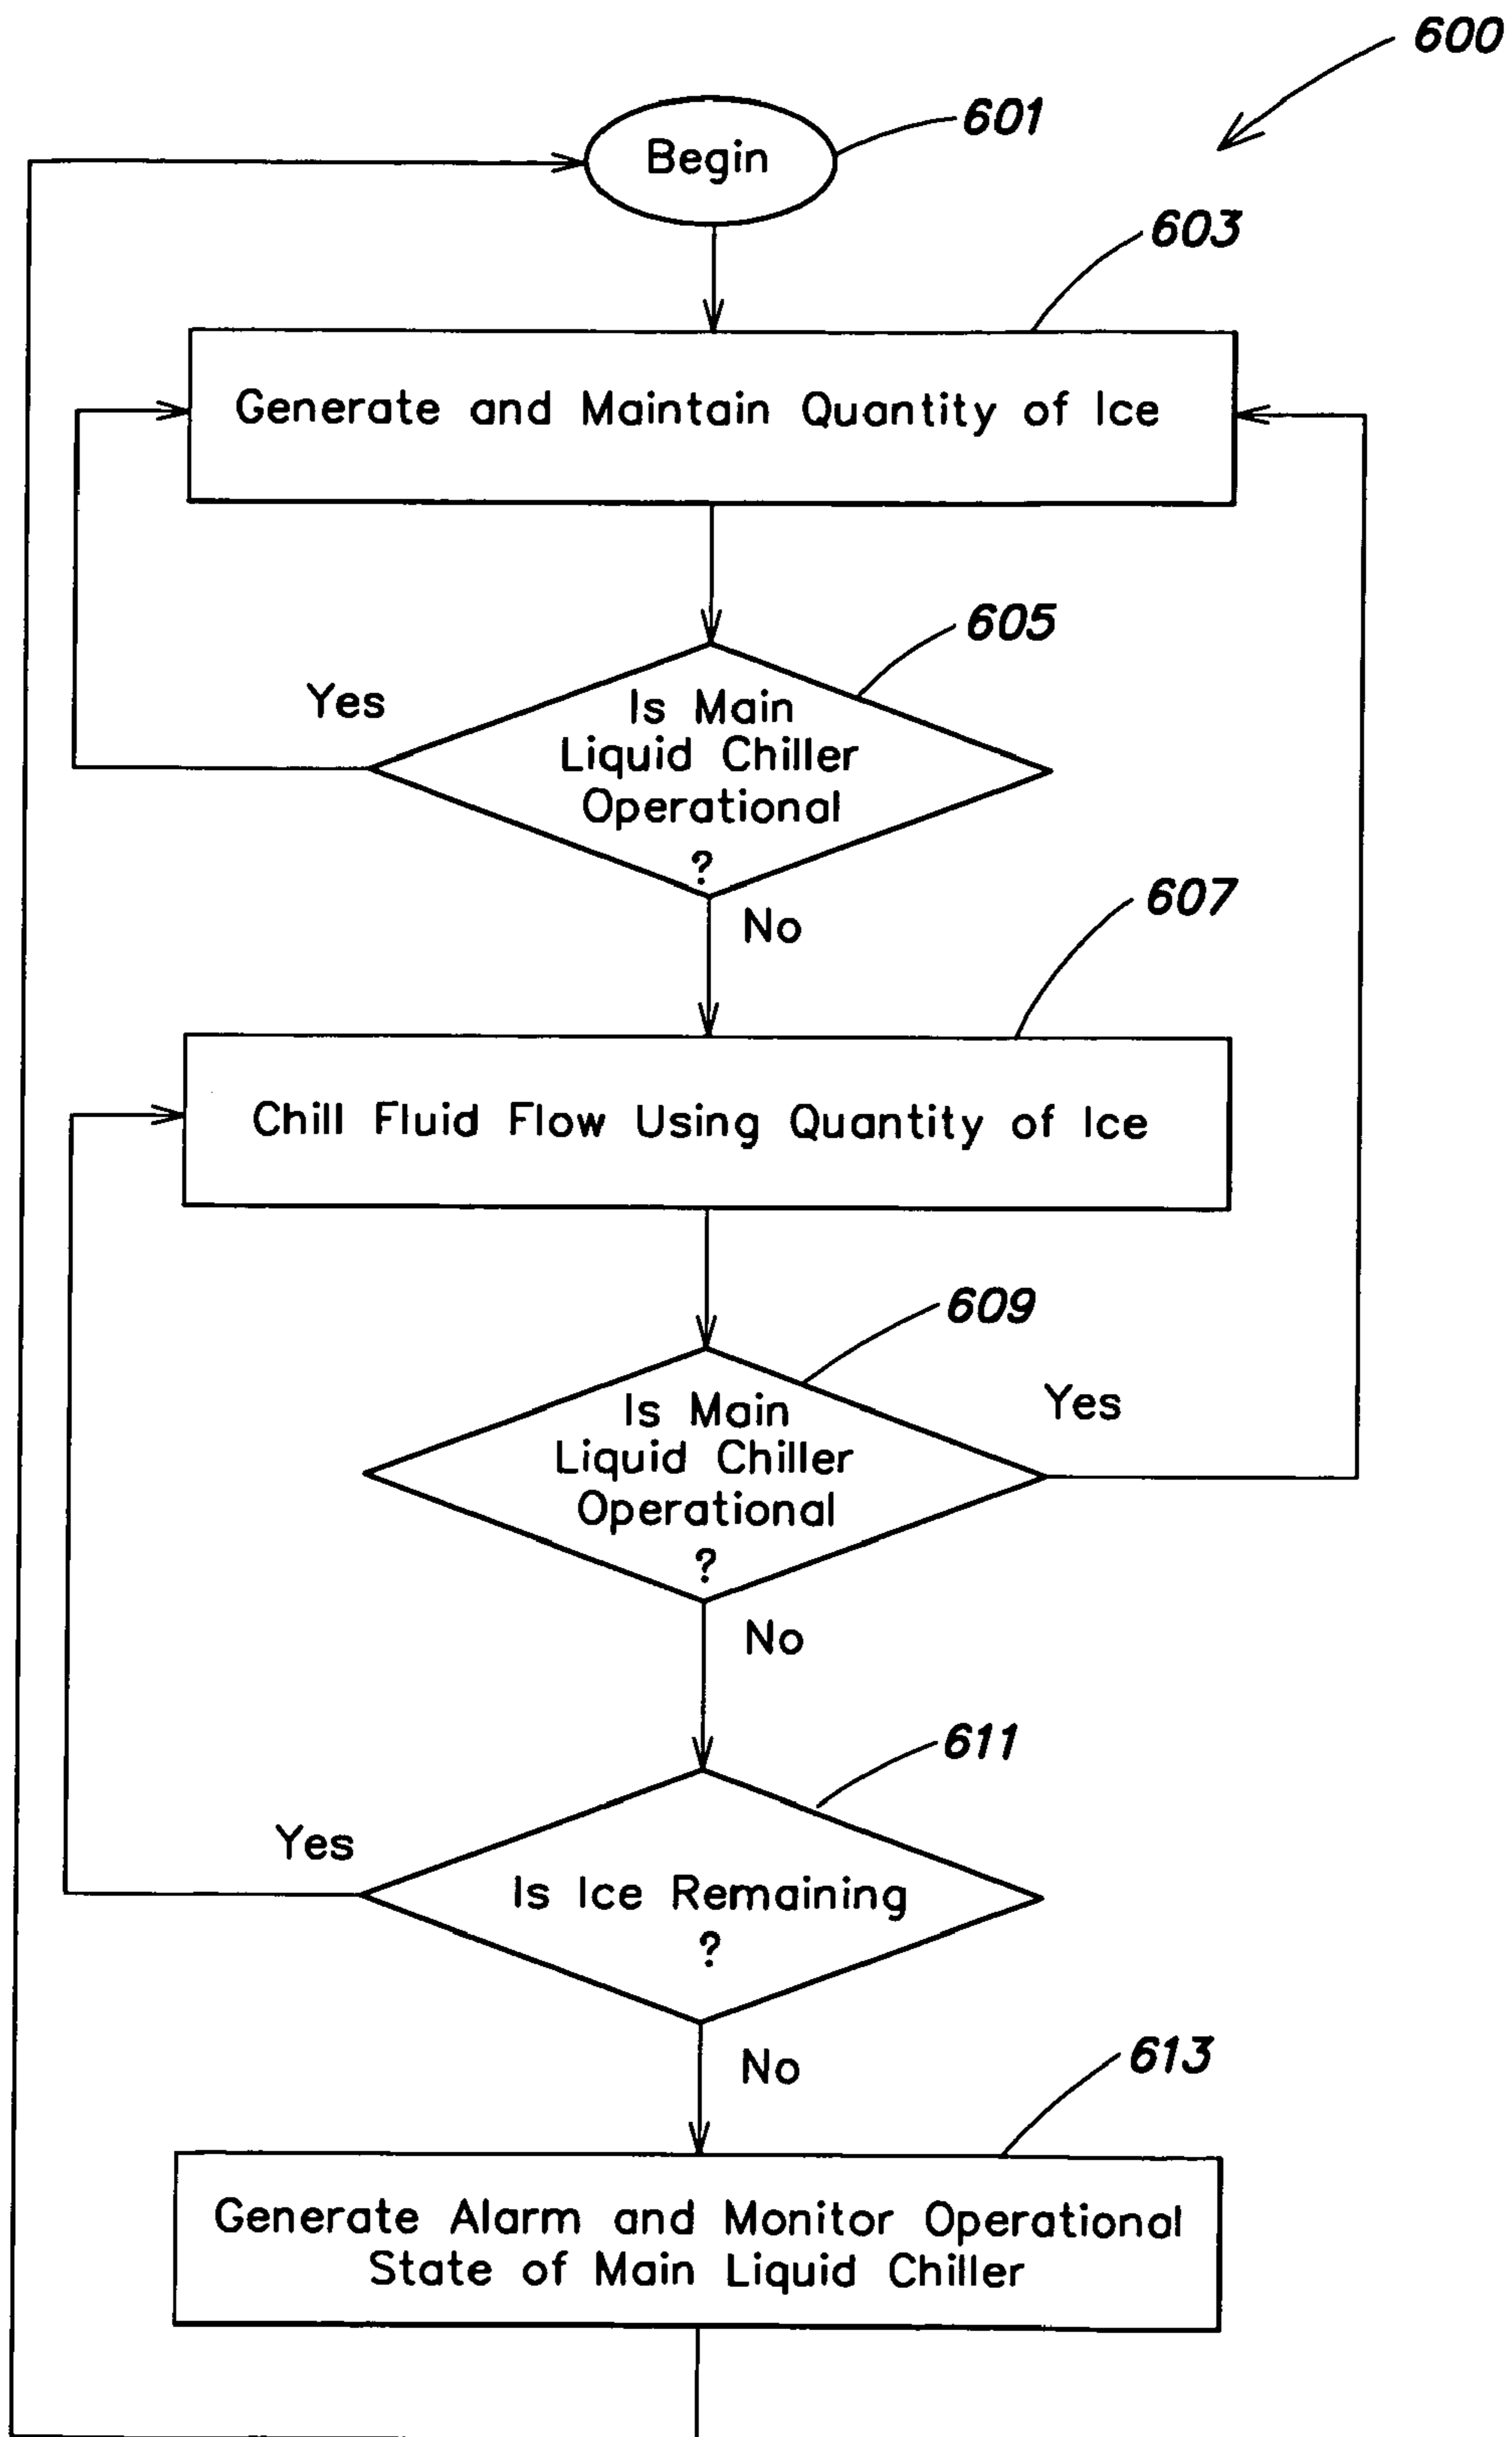 600
Begin
601
603
Generate and Maintain Quantity of Ice
605
Yes
Is Main
Liquid Chiller
Operational
?
No
607
Chill Fluid Flow Using Quantity of Ice
609
Is Main
Liquid Chiller
Operational
?
Yes
No
611
Yes
Is Ice Remaining
?
No
613
Generate Alarm and Monitor Operational
State of Main Liquid Chiller